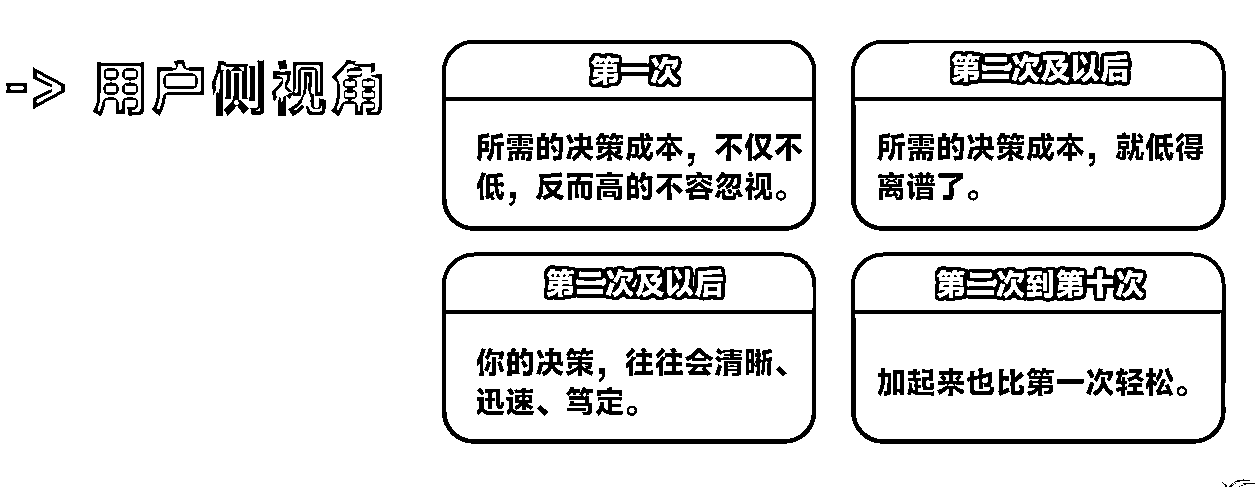 -> 用户侧视角
第一次
所需的决策成本，不仅不
低，反而高的不容忽视。
第二次及以后
所需的决策成本，就低得
离谱了。
第二次及以后
你的决策，往往会清晰、
迅速、笃定。
第二次到第十次
加起来也比第一次轻松。